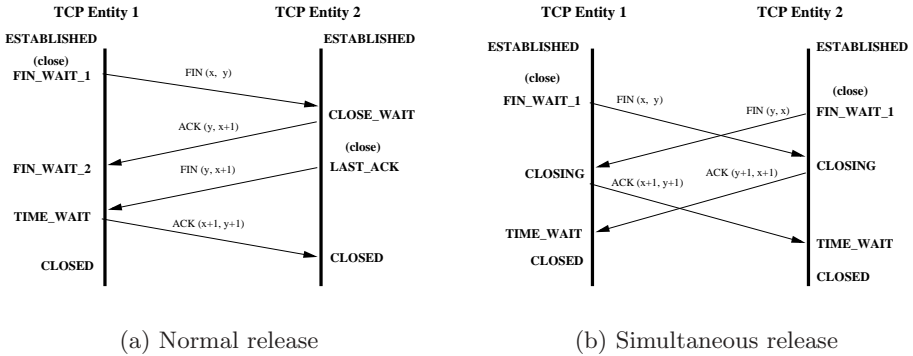 TCP Entity 1
TCP Entity 2
ESTABLISHED
ESTABLISHED
(close)
FIN_WAIT_1
FIN (x, y)
CLOSE_WAIT
ACK (y, x+1)
(close)
FIN_WAIT_2
FIN (y, x+1)
LAST_ACK
TIME_WAIT
ACK (x+1, y+1)
CLOSED
CLOSED
(a) Normal release
TCP Entity 1
TCP Entity 2
ESTABLISHED
ESTABLISHED
(close)
(close)
FIN_WAIT_1
FIN (x, y)
FIN (y, x)
FIN_WAIT_1
CLOSING
CLOSING
ACK (x+1, y+1)
ACK (y+1, x+1)
TIME_WAIT
TIME_WAIT
CLOSED
CLOSED
(b) Simultaneous release